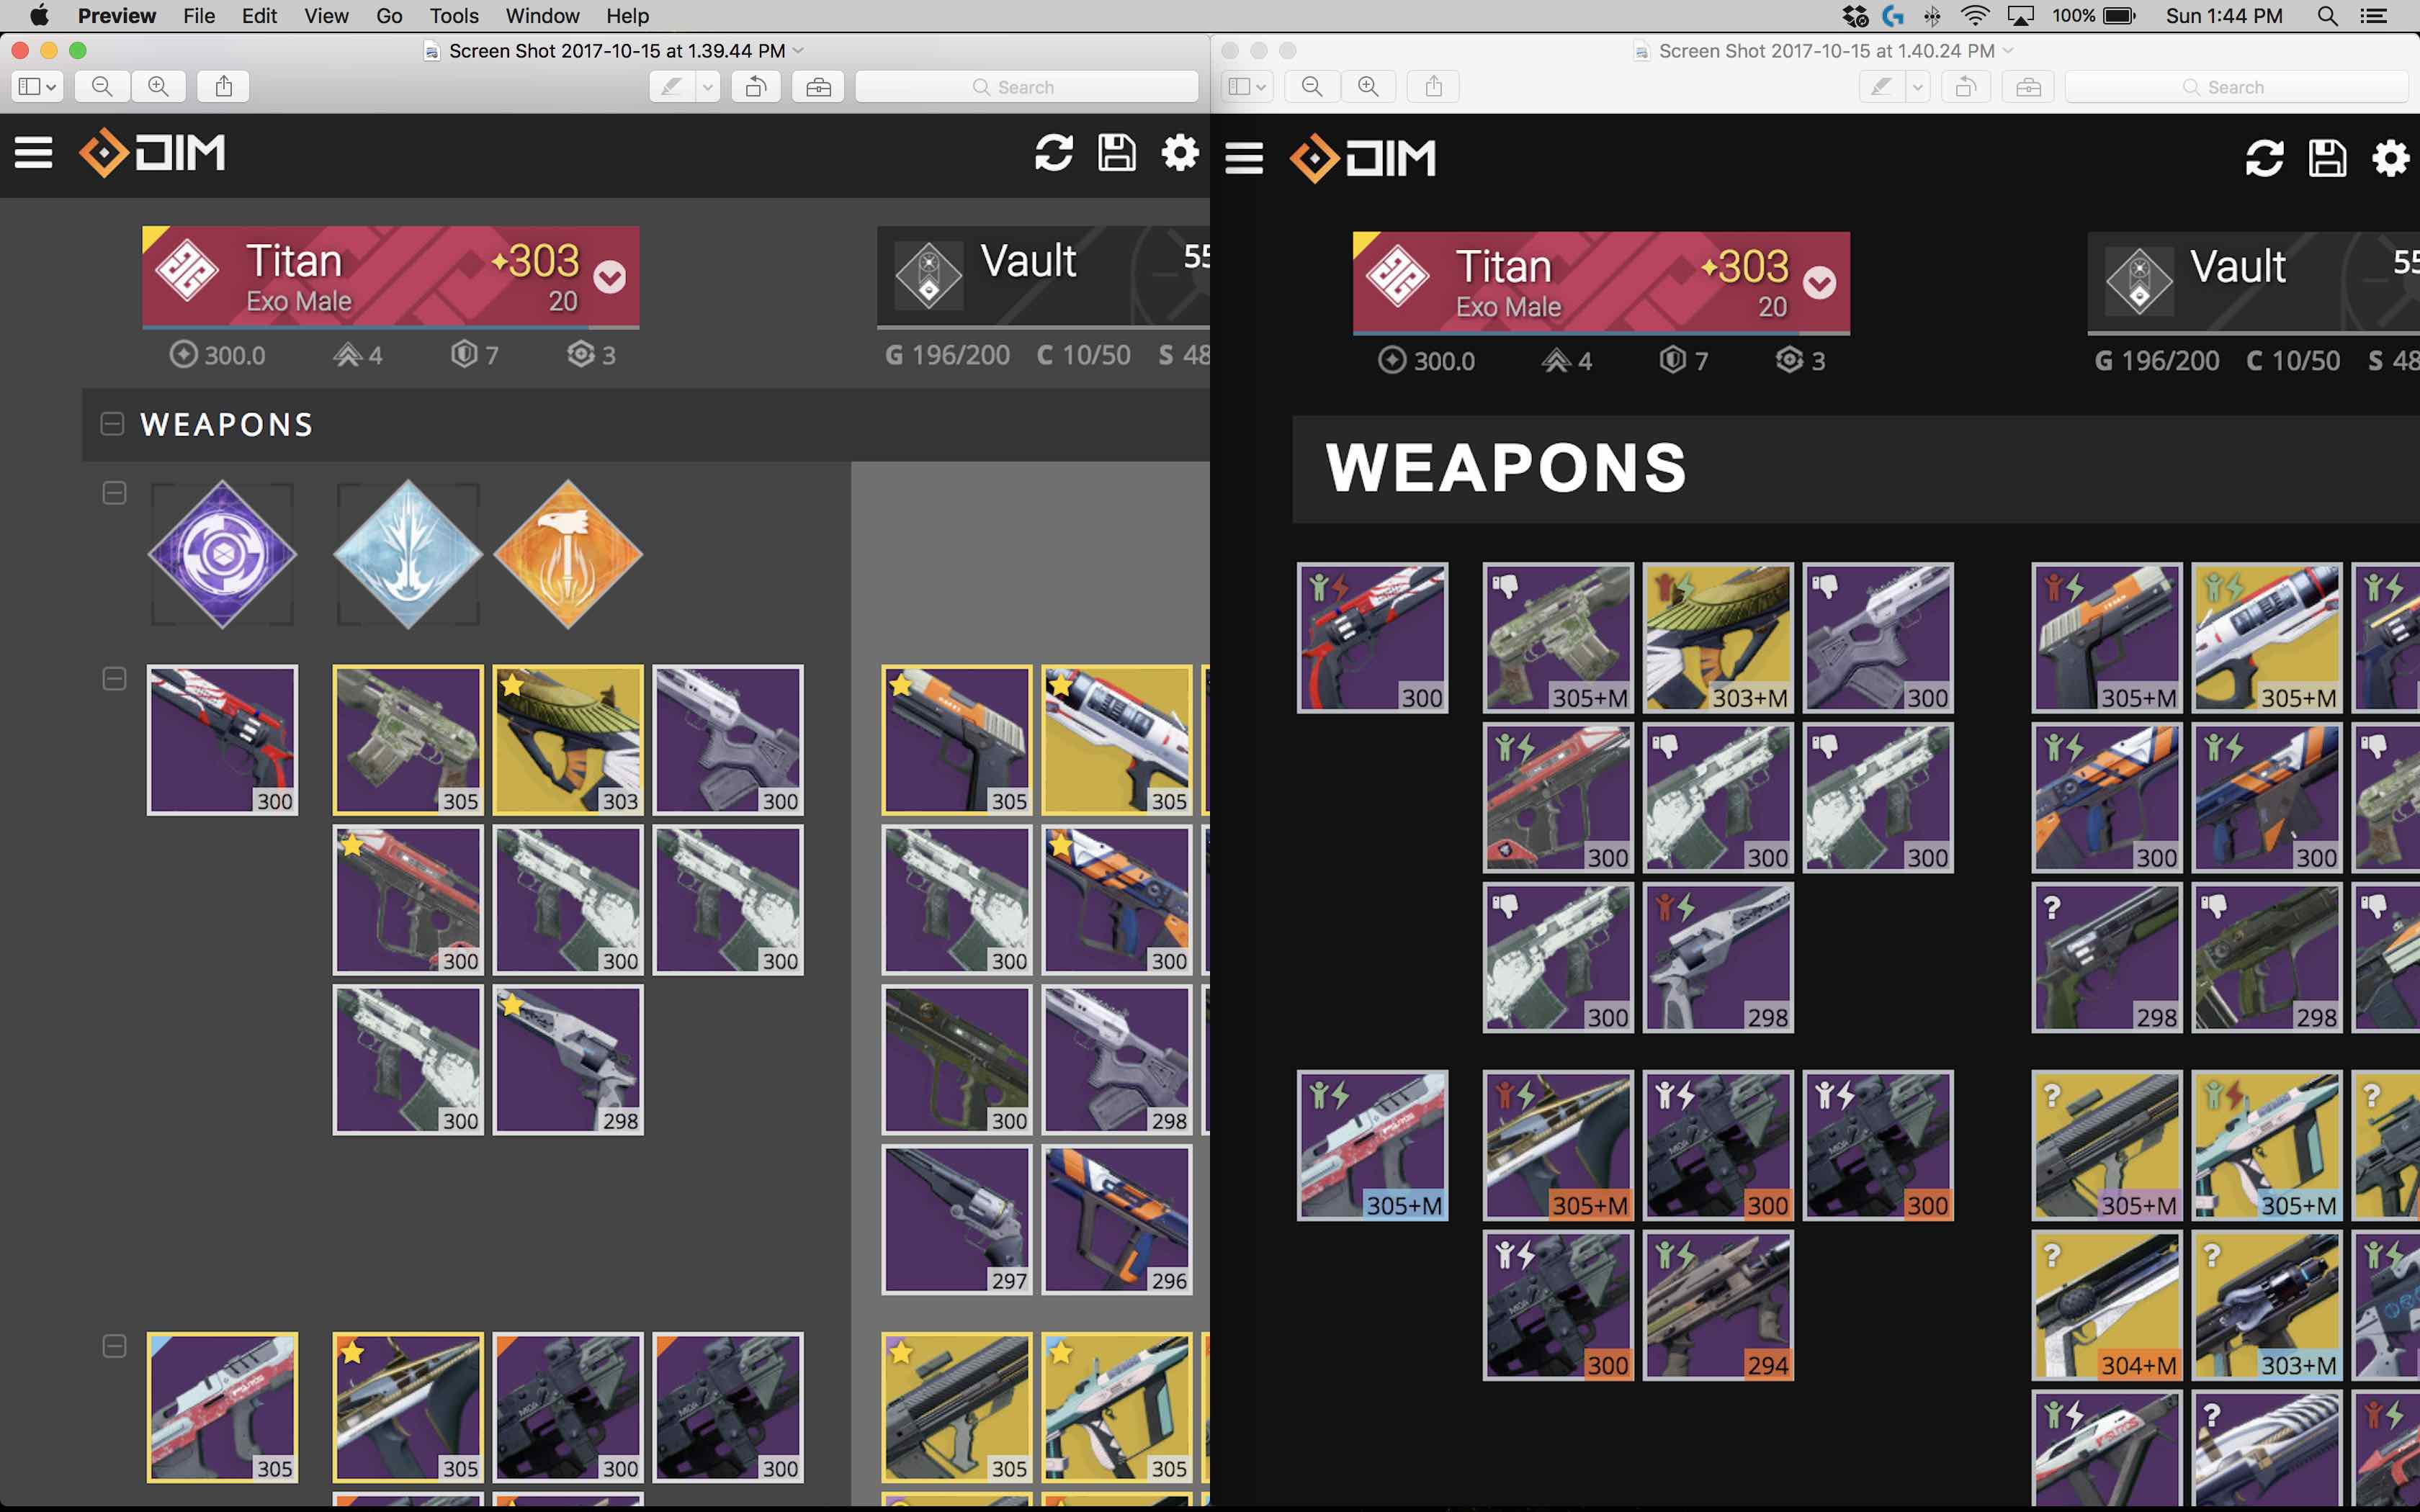 Preview File Edit View Go Tools Window Help 100% Sun 1:44 PM
Screen Shot 2017-10-15 at 1.39.44 PM
Search
DIM
Titan 303
Exo Male 20
300.0 4 7 3
Vault 55
G 196/200 C 10/50 S 48
WEAPONS
300 305 303 300 305 305
300 300 300 300 300
300 298 300 298
297 296
305 305 300 300 305 305
Screen Shot 2017-10-15 at 1.40.24 PM
Search
DIM
Titan 303
Exo Male 20
300.0 4 7 3
Vault 55
G 196/200 C 10/50 S 48
WEAPONS
300 305+M 303+M 300 305+M 305+M
300 300 300 300 300
? 
300 298 298 298
? ?
305+M 305+M 300 300 305+M 305+M
? ?
300 294 304+M 303+M
?